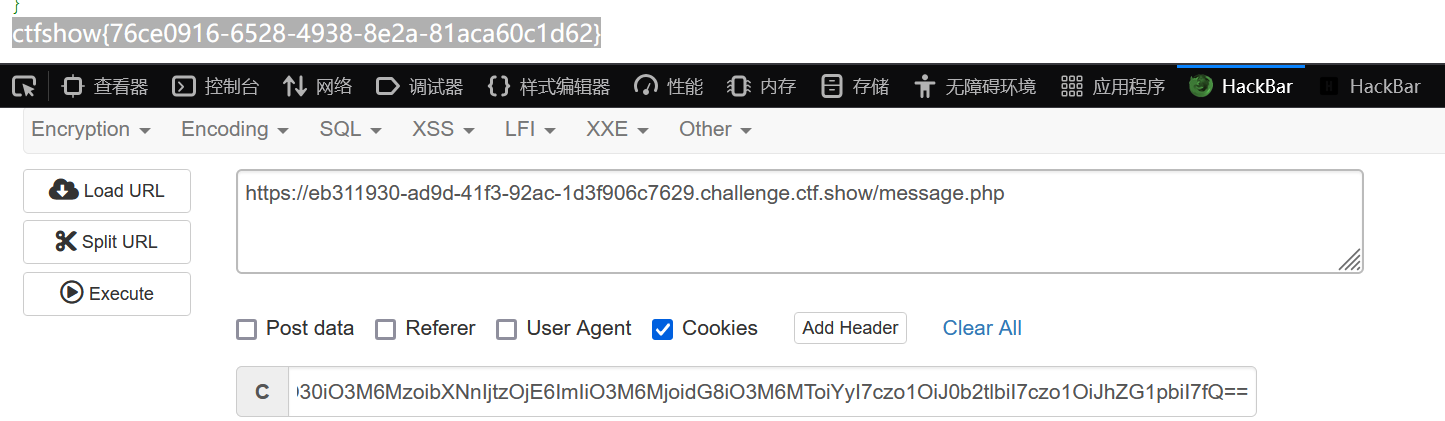 }
ctfshow{76ce0916-6528-4938-8e2a-81aca60c1d62}
查看器 控制台 网络 调试器 样式编辑器 性能 内存 存储 无障碍环境 应用程序 HackBar HackBar
Encryption Encoding SQL XSS LFI XXE Other
Load URL
https://eb311930-ad9d-41f3-92ac-1d3f906c7629.challenge.ctf.show/message.php
Split URL
Execute
Post data Referer User Agent Cookies Add Header Clear All
C 30iO3M6MzoibXNnIjtzOjE6ImIiO3M6MjoidG8iO3M6MToiYyI7czo1OiJ0b2tlbiI7czo1OiJhZG1pbiI7fQ==